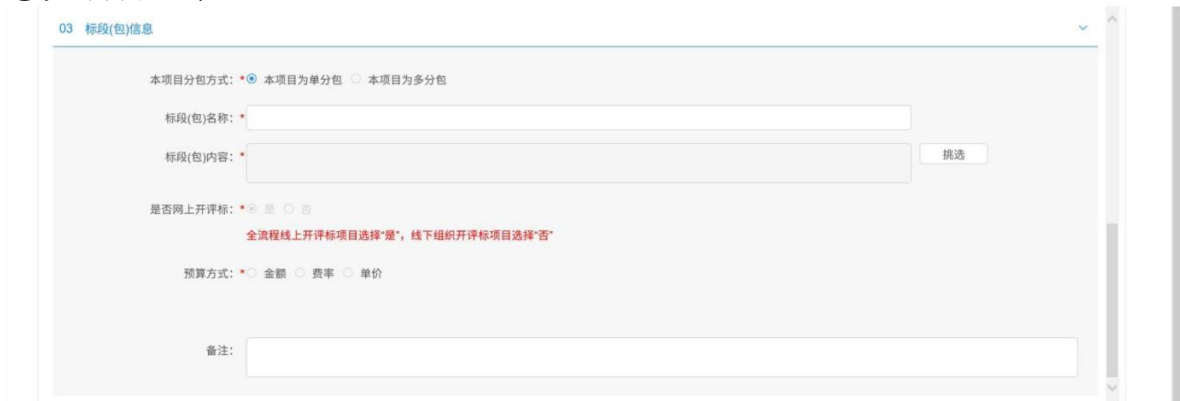 03 标段(包)信息
本项目分包方式: * 本项目为单分包 本项目为多分包
标段(包)名称: *
标段(包)内容: * 挑选
是否网上开评标: * 是 否
全流程线上开评标项目选择“是”，线下组织开评标项目选择“否”
预算方式: * 金额 费率 单价
备注: